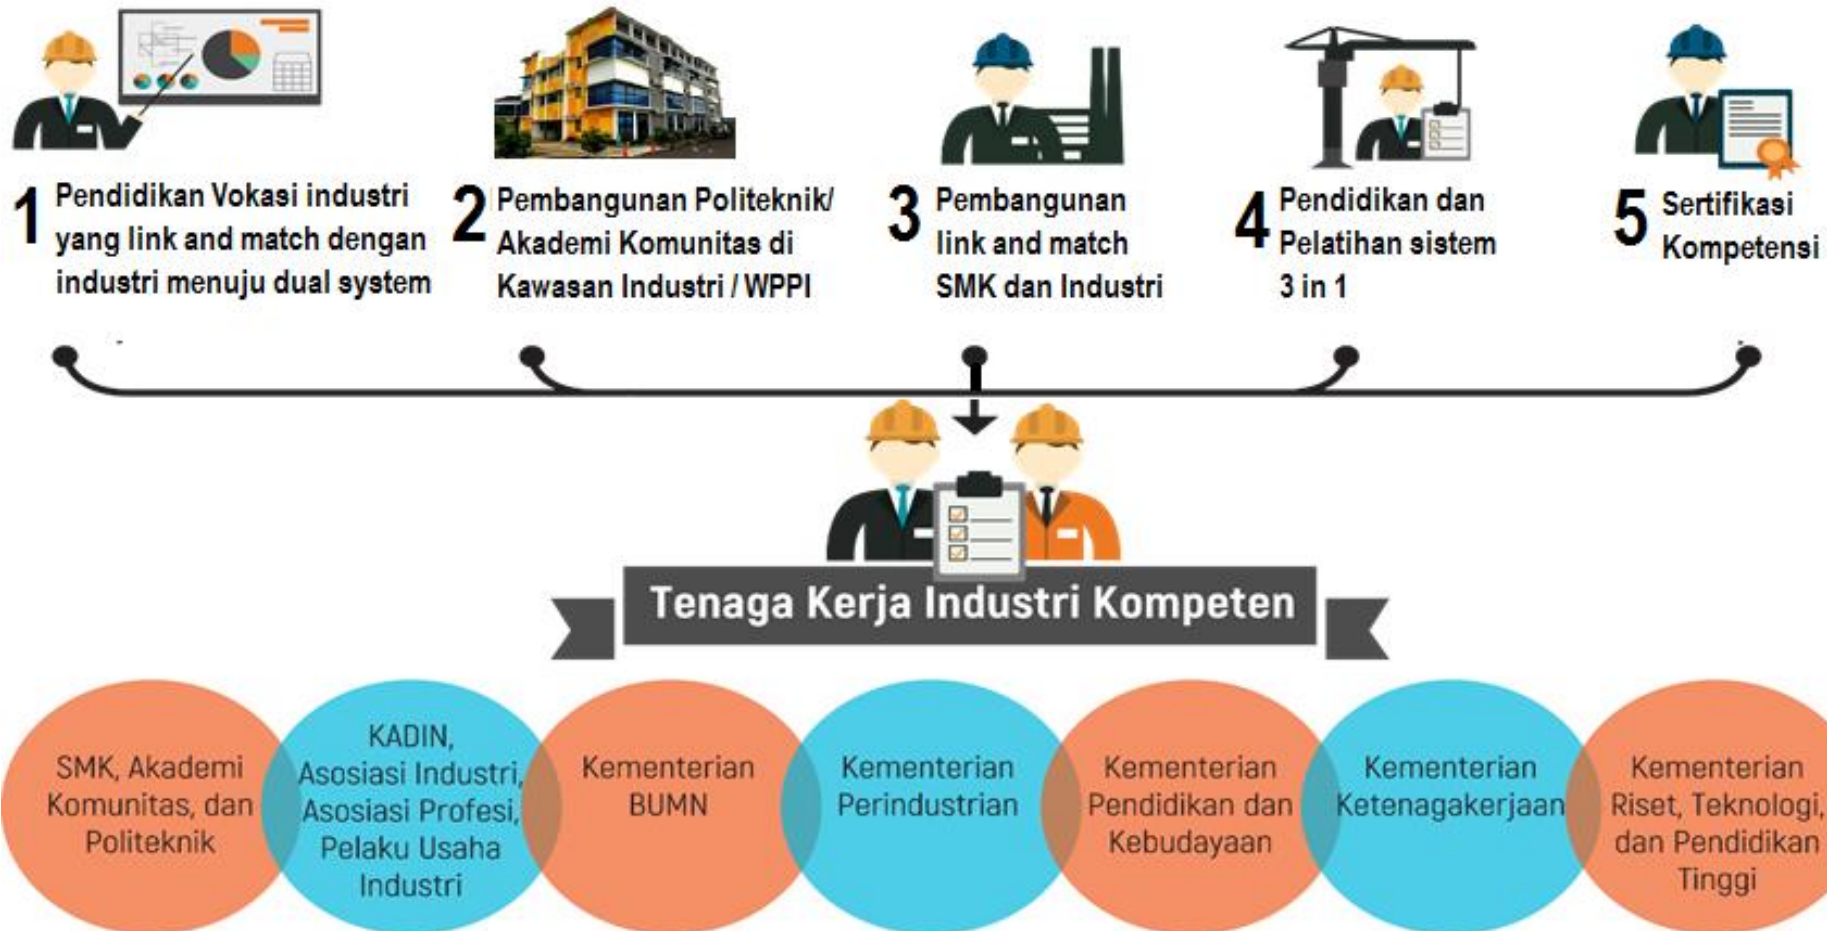 1
Pendidikan Vokasi industri
yang link and match dengan
industri menuju dual system
2
Pembangunan Politeknik/
Akademi Komunitas di
Kawasan Industri / WPPI
3
Pembangunan
link and match
SMK dan Industri
4
Pendidikan dan
Pelatihan sistem
3 in 1
5
Sertifikasi
Kompetensi
Tenaga Kerja Industri Kompeten
SMK, Akademi
Komunitas, dan
Politeknik
KADIN,
Asosiasi Industri,
Asosiasi Profesi,
Pelaku Usaha
Industri
Kementerian
BUMN
Kementerian
Perindustrian
Kementerian
Pendidikan dan
Kebudayaan
Kementerian
Ketenagakerjaan
Kementerian
Riset, Teknologi,
dan Pendidikan
Tinggi